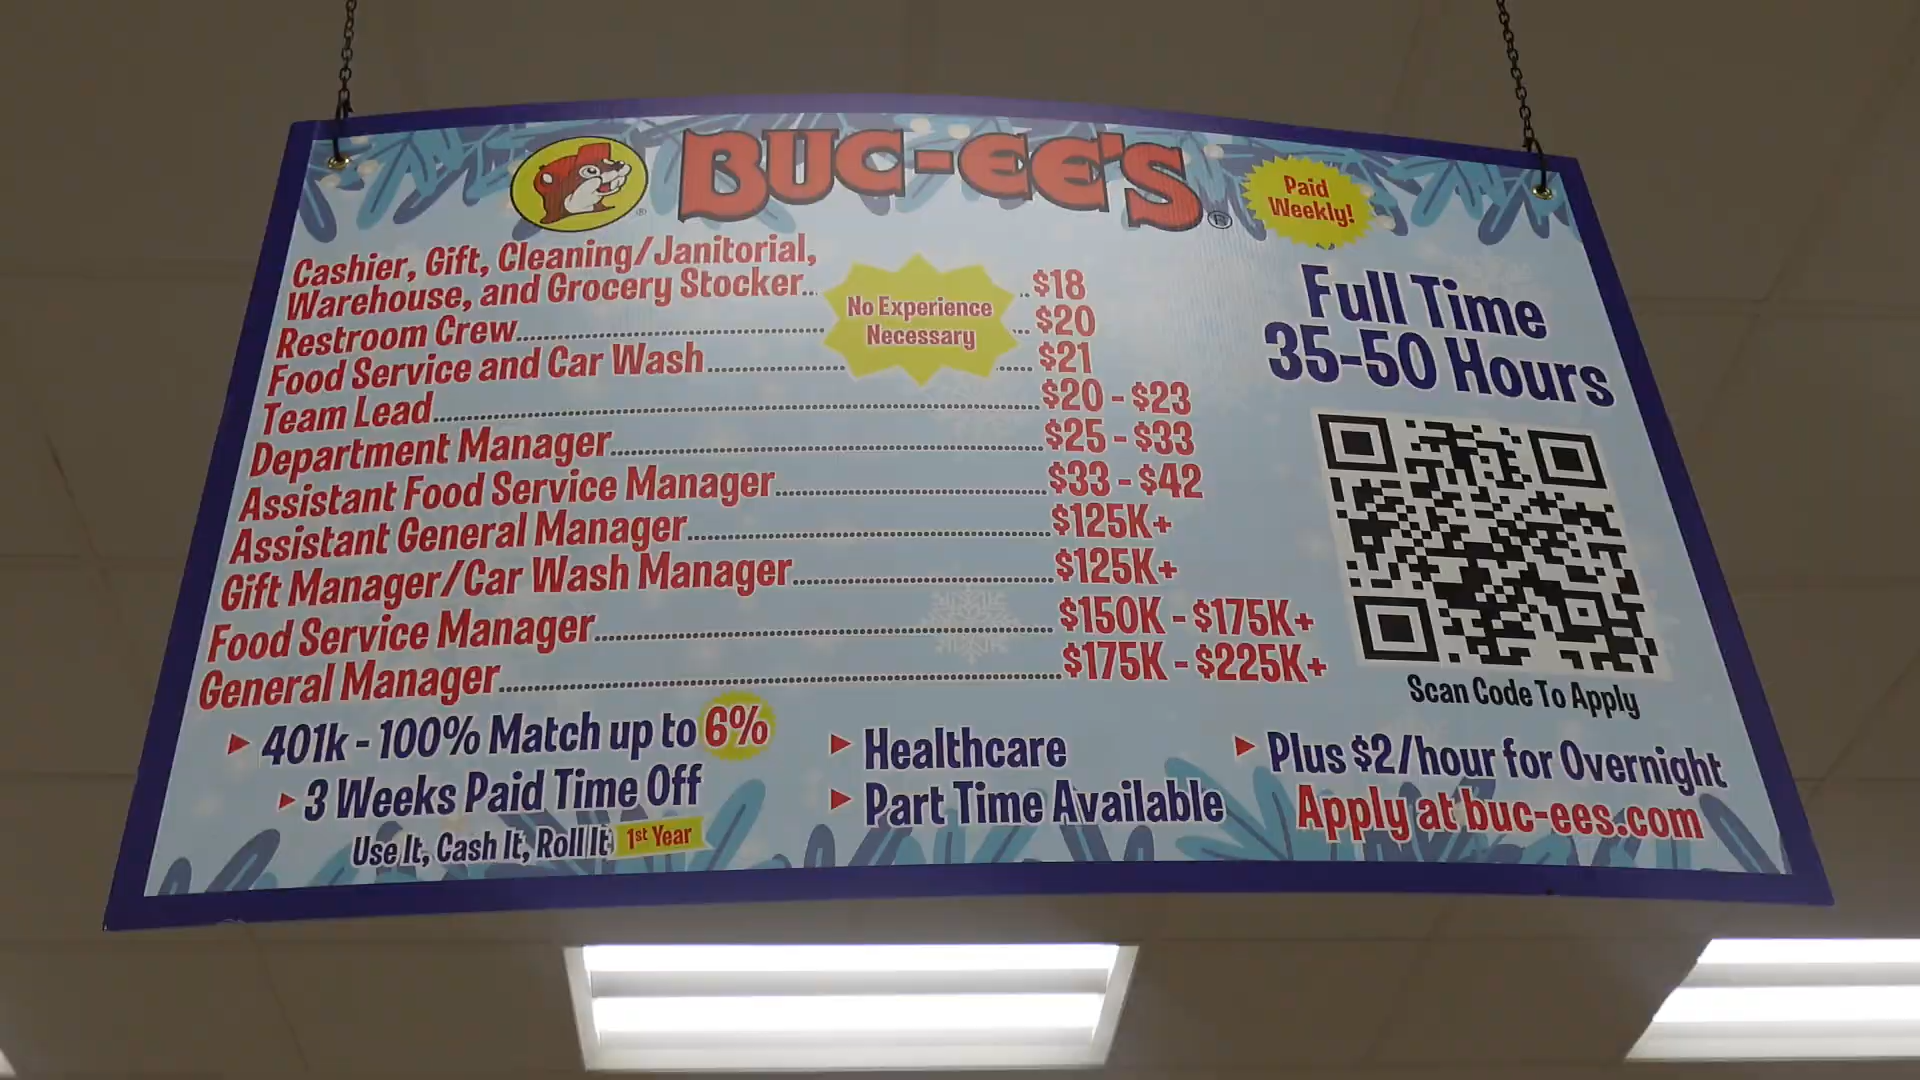 BUC-EE'S
Paid
Weekly!
Cashier, Gift, Cleaning/Janitorial,
Warehouse, and Grocery Stocker.....$18
No Experience
Necessary
Restroom Crew....................$20
Food Service and Car Wash....................$21
Team Lead....................$20 - $23
Department Manager....................$25 - $33
Assistant Food Service Manager....................$33 - $42
Assistant General Manager....................$125K+
Gift Manager/Car Wash Manager....................$125K+
Food Service Manager....................$150K - $175K+
General Manager....................$175K - $225K+
Full Time
35-50 Hours
Scan Code To Apply
401k - 100% Match up to 6%
3 Weeks Paid Time Off
Use It, Cash It, Roll It 1st Year
Healthcare
Part Time Available
Plus $2/hour for Overnight
Apply at buc-ees.com